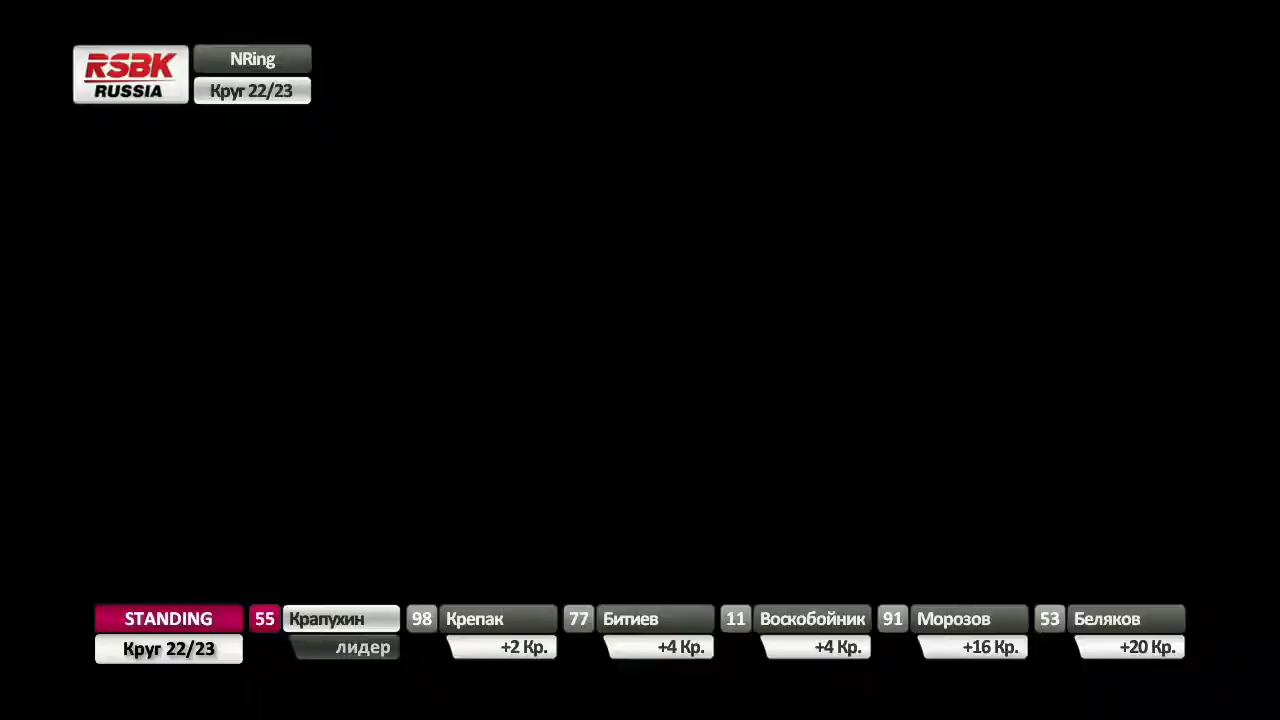 RSBK
RUSSIA
NRing
Круг 22/23
STANDING
Круг 22/23
55 Крапухин
лидер
98 Крепак
+2 Кр.
77 Битиев
+4 Кр.
11 Воскобойник
+4 Кр.
91 Морозов
+16 Кр.
53 Беляков
+20 Кр.